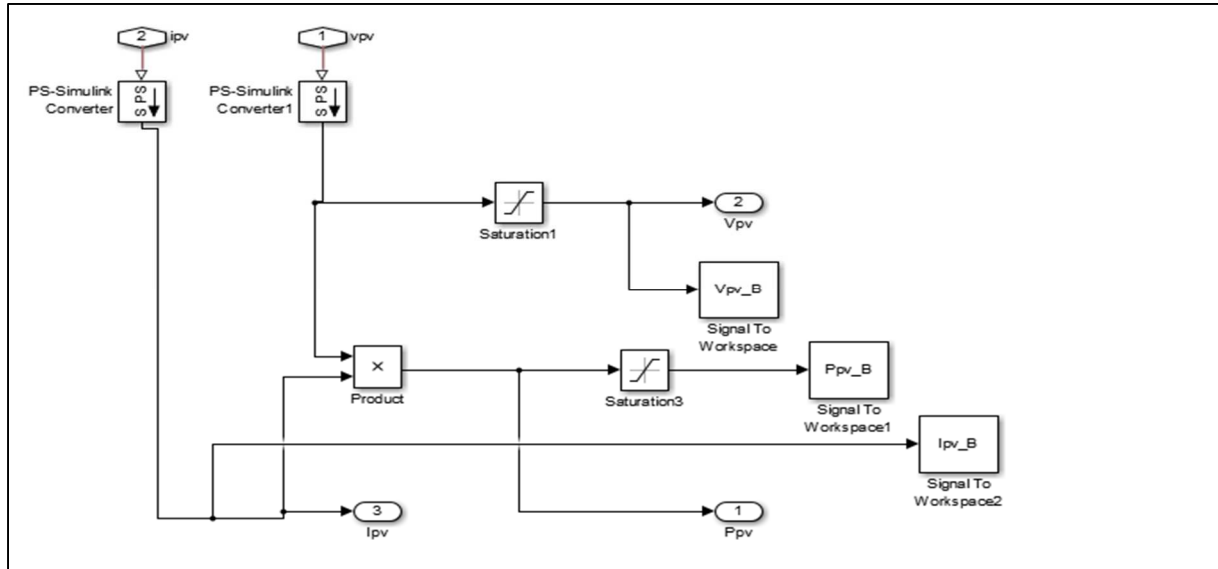 2 ipv
1 vpv
PS-Simulink
Converter
S PS
PS-Simulink
Converter1
S PS
Saturation1
2
Vpv
Vpv_B
Signal To
Workspace
×
Product
Saturation3
Ppv_B
Signal To
Workspace1
Ipv_B
Signal To
Workspace2
3
Ipv
1
Ppv